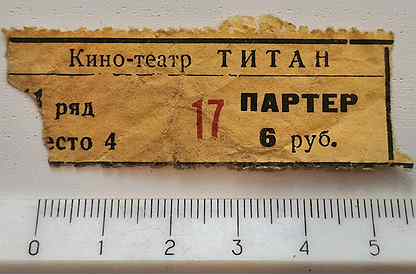 Кино-театр ТИТАН
ряд 17 ПАРТЕР
есто 4 6 руб.
0 1 2 3 4 5